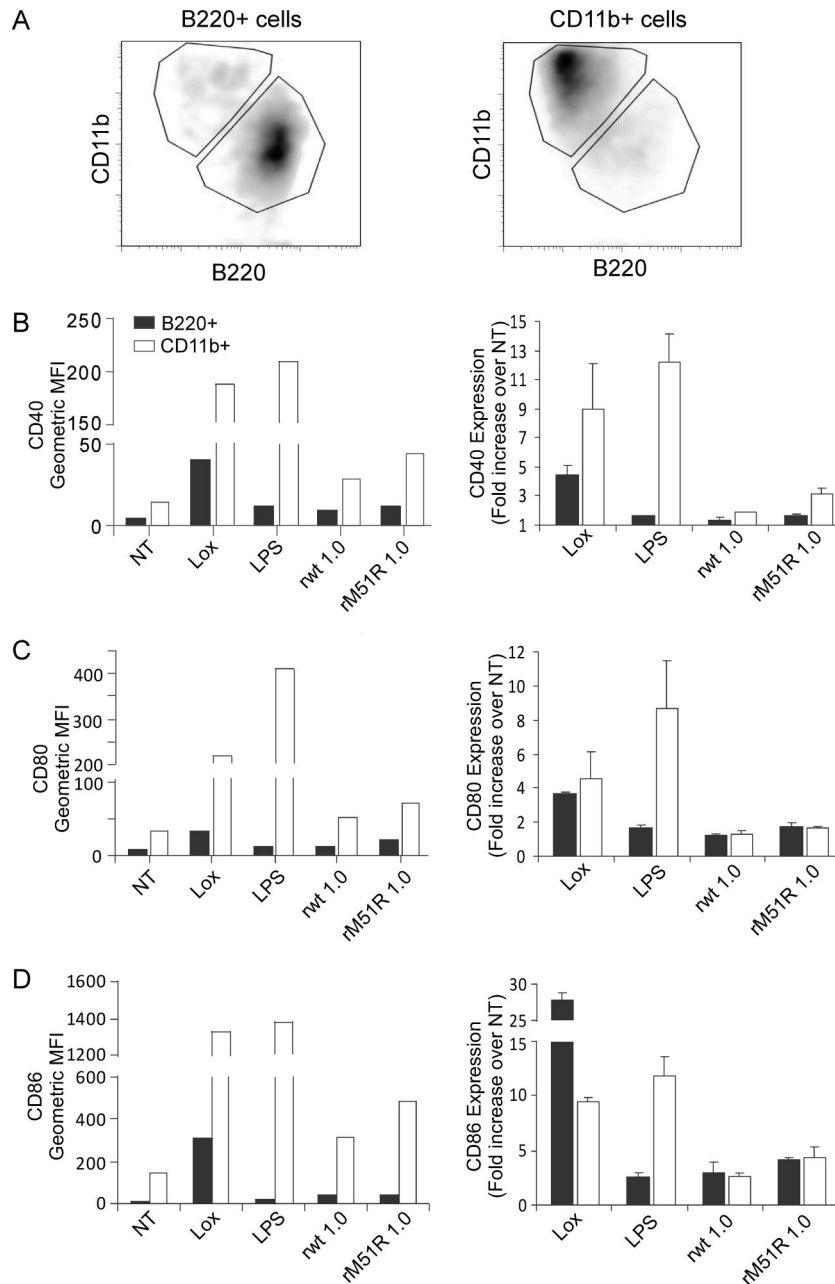 A
B220+ cells
CD11b+ cells
CD11b
CD11b
B220
B220
B
B220+
CD11b+
CD40
Geometric MFI
250
200
150
50
0
NT
Lox
LPS
rwt 1.0
rM51R 1.0
CD40 Expression
(Fold increase over NT)
15
13
11
9
7
5
3
1
Lox
LPS
rwt 1.0
rM51R 1.0
C
CD80
Geometric MFI
400
300
200
100
0
NT
Lox
LPS
rwt 1.0
rM51R 1.0
CD80 Expression
(Fold increase over NT)
12
10
8
6
4
2
0
Lox
LPS
rwt 1.0
rM51R 1.0
D
CD86
Geometric MFI
1600
1400
1200
600
400
200
0
NT
Lox
LPS
rwt 1.0
rM51R 1.0
CD86 Expression
(Fold increase over NT)
30
25
15
10
5
0
Lox
LPS
rwt 1.0
rM51R 1.0